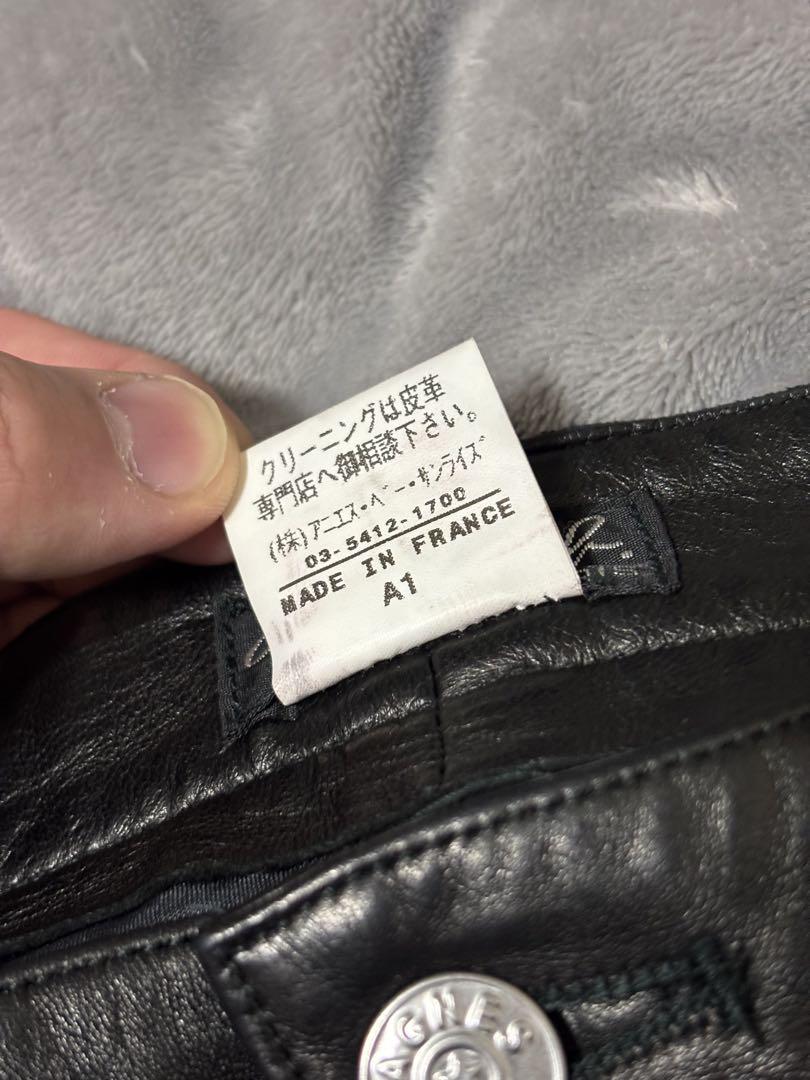 クリーニングは皮革
専門店へ御相談下さい。
(株)アニエス・ベー・サンライズ
03-5412-1700
MADE IN FRANCE
A1
AGNES